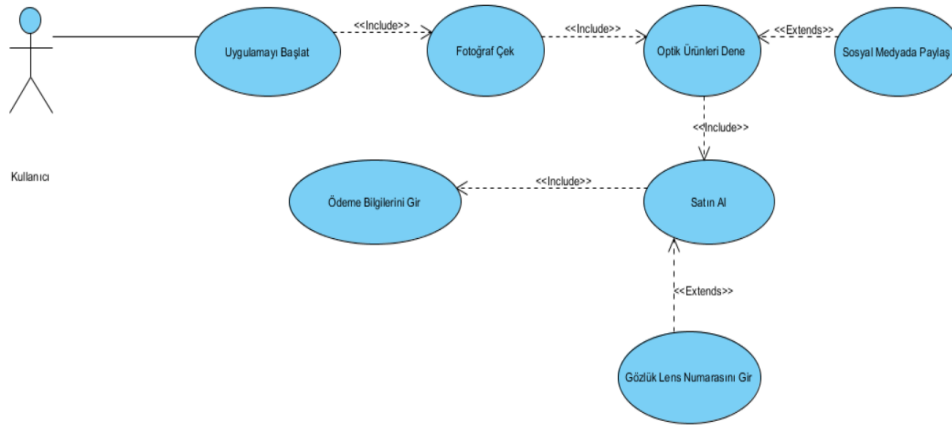 <<Include>>
<<Include>>
<<Extends>>
Uygulamayı Başlat
Fotoğraf Çek
Optik Ürünleri Dene
Sosyal Medyada Paylaş
<<Include>>
Kullanıcı
<<Include>>
Ödeme Bilgilerini Gir
Satın Al
<<Extends>>
Gözlük Lens Numarasını Gir